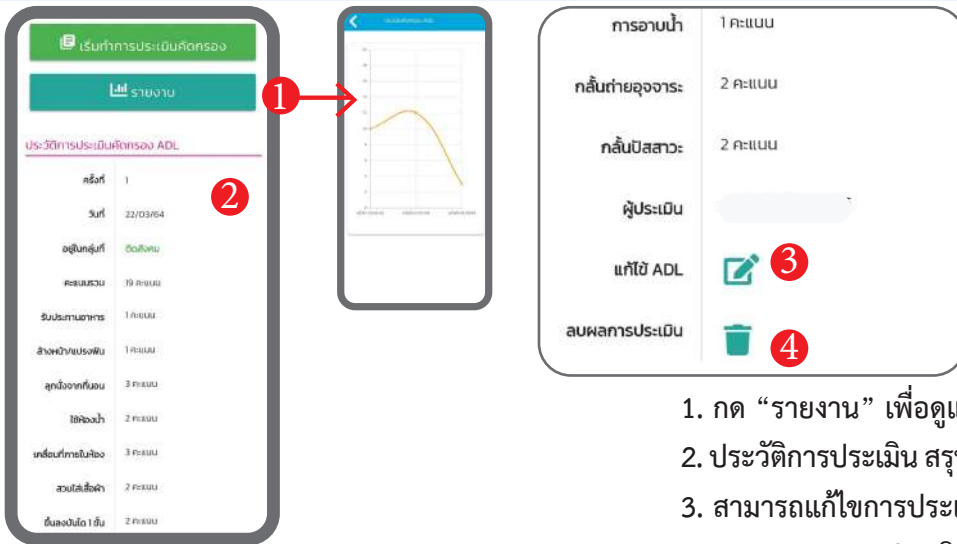 เริ่มทำการประเมินคัดกรอง
รายงาน
ประวัติการประเมินคัดกรอง ADL
ครั้งที่ 1
วันที่ 22/03/64
อยู่ในกลุ่มที่ ติดสังคม
คะแนนรวม 19 คะแนน
รับประทานอาหาร 1 คะแนน
ล้างหน้า/แปรงฟัน 1 คะแนน
ลุกนั่งจากที่นอน 3 คะแนน
ใช้ห้องน้ำ 2 คะแนน
เคลื่อนที่ภายในห้อง 3 คะแนน
สวมใส่เสื้อผ้า 2 คะแนน
ขึ้นลงบันได 1 ชั้น 2 คะแนน
1
2
การอาบน้ำ 1 คะแนน
กลั้นถ่ายอุจจาระ 2 คะแนน
กลั้นปัสสาวะ 2 คะแนน
ผู้ประเมิน
แก้ไข้ ADL 3
ลบผลการประเมิน 4
1. กด “รายงาน” เพื่อดู
2. ประวัติการประเมิน สรุ
3. สามารถแก้ไขการประเ